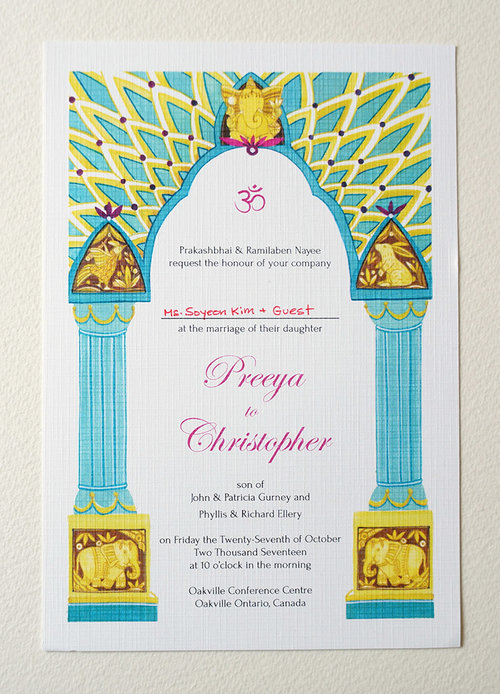 ॐ
Prakashbhai & Ramilaben Nayee
request the honour of your company
Ms. Soyeon Kim + Guest
at the marriage of their daughter
Preeya
to
Christopher
son of
John & Patricia Gurney and
Phyllis & Richard Ellery
on Friday the Twenty-Seventh of October
Two Thousand Seventeen
at 10 o'clock in the morning
Oakville Conference Centre
Oakville Ontario, Canada